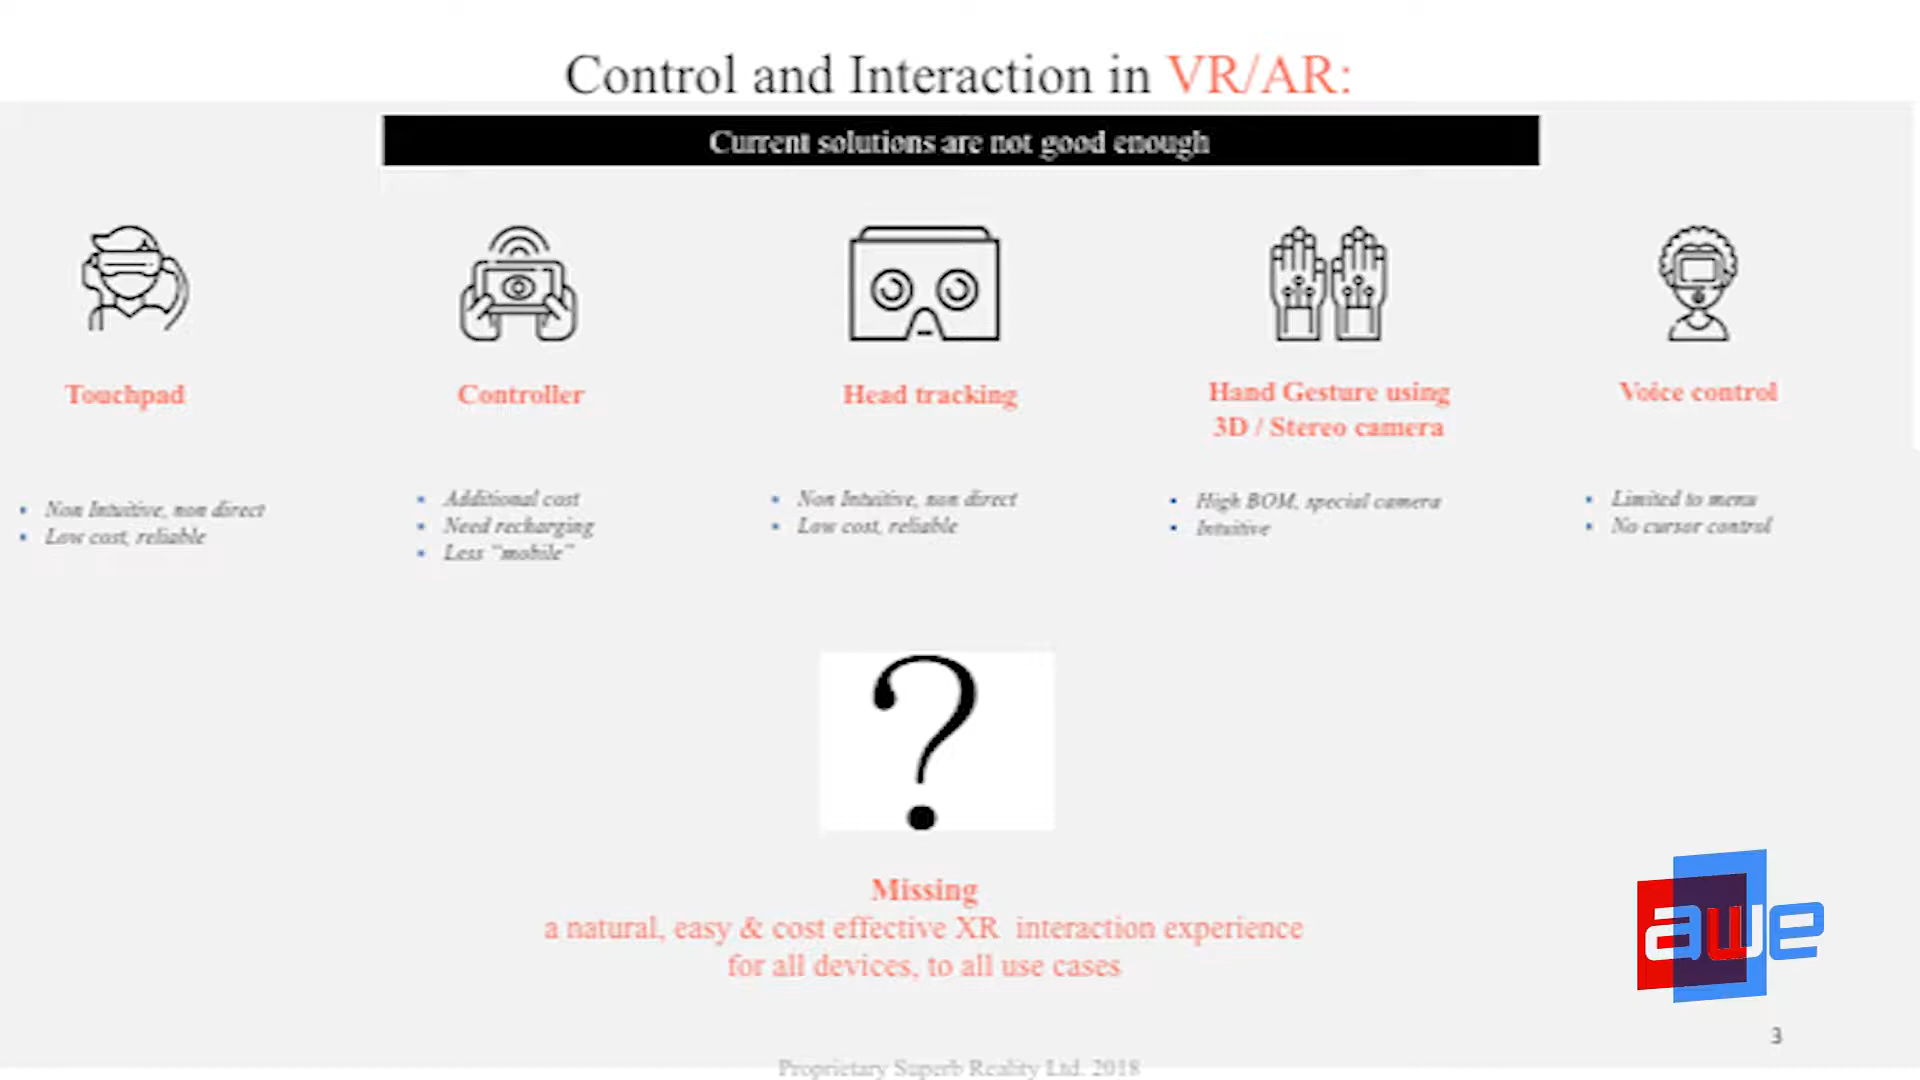 Control and Interaction in VR/AR:
Current solutions are not good enough
Touchpad
Non Intuitive, non direct
Low cost, reliable
Controller
Additional cost
Need recharging
Less “mobile”
Head tracking
Non Intuitive, non direct
Low cost, reliable
Hand Gesture using
3D / Stereo camera
High BOM, special camera
Intuitive
Voice control
Limited to menu
No cursor control
?
Missing
a natural, easy & cost effective XR interaction experience
for all devices, to all use cases
awe
3
Proprietary Superb Reality Ltd. 2018